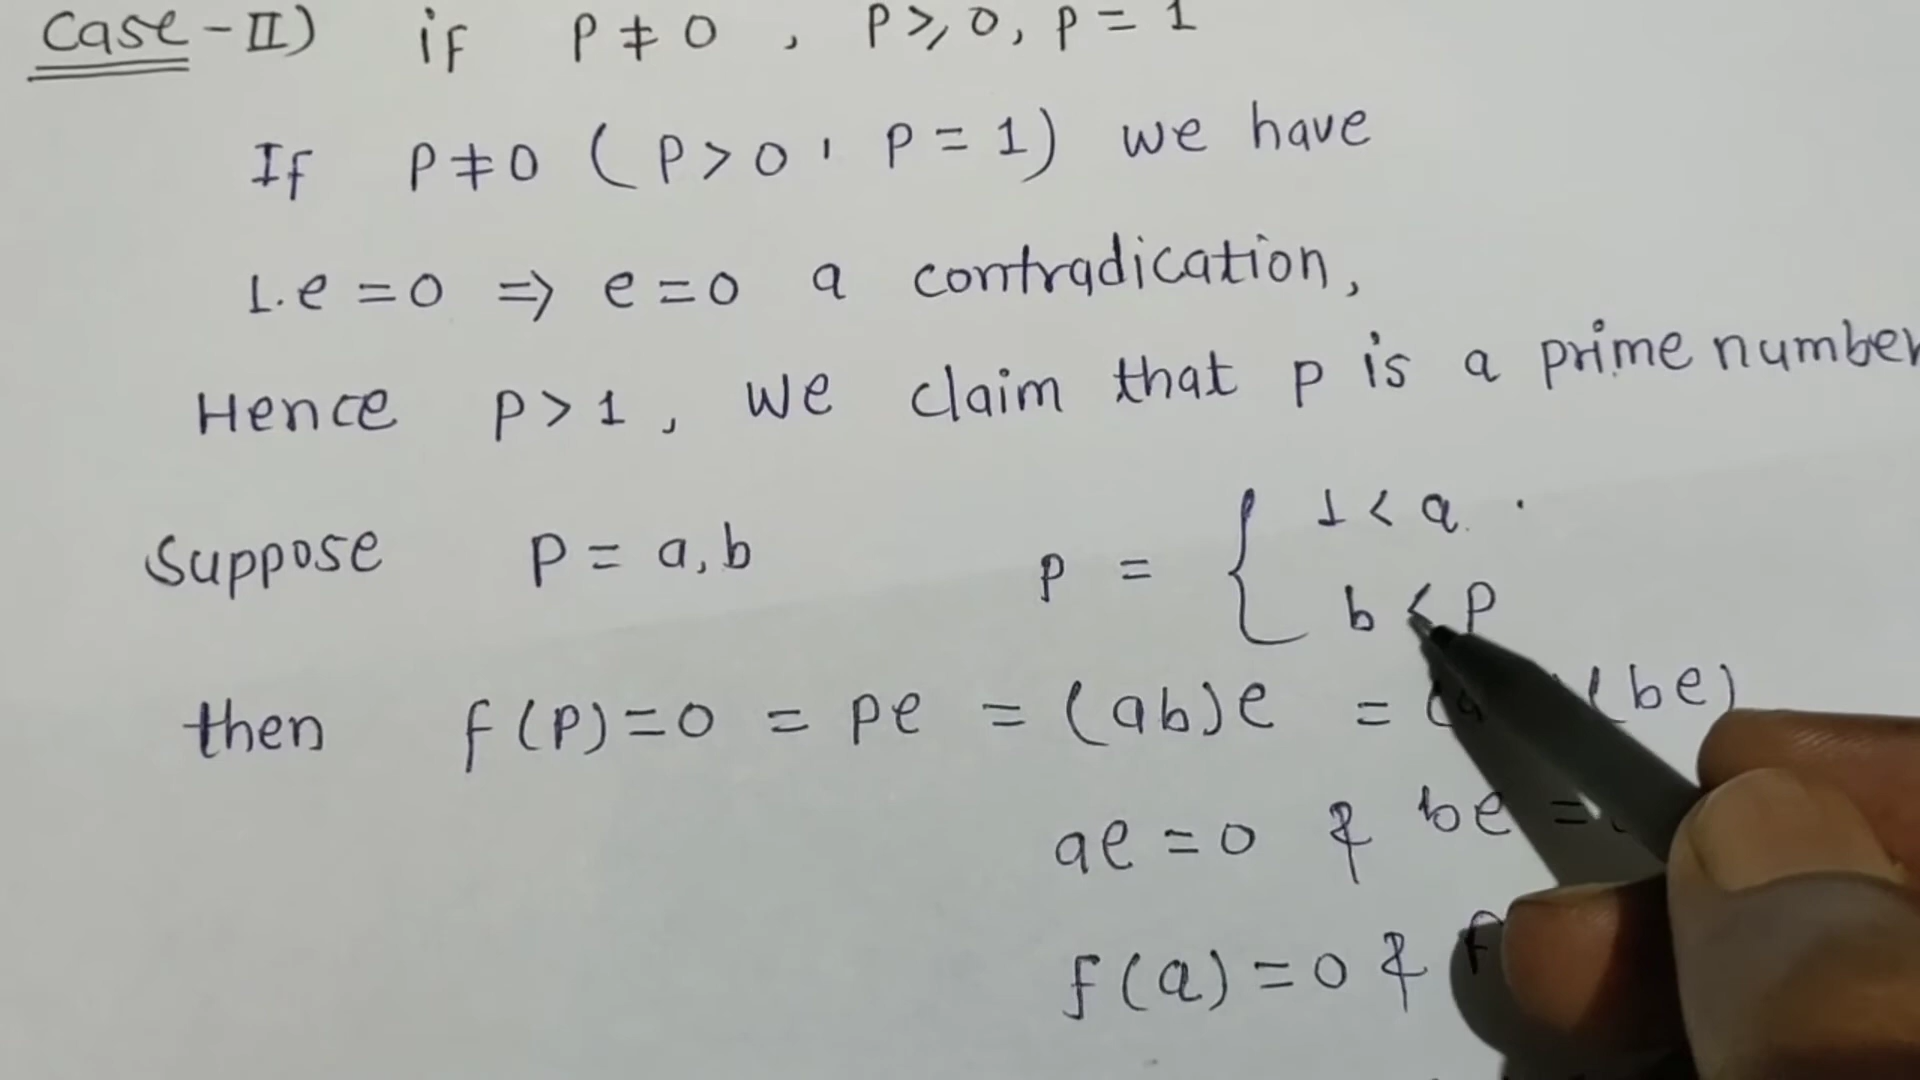 Case-II) if P ≠ 0 , P ⩾ 0, P = 1
If P ≠ 0 ( P > 0 , P = 1 ) we have
1.e = 0 ⇒ e = 0 a contradication,
Hence P > 1 , we claim that p is a prime number
Suppose P = a, b p = { 1 < a .
b < P
then f(P) = 0 = pe = (ab)e = (a (be)
ae = 0 & be =
f(a) = 0 & f